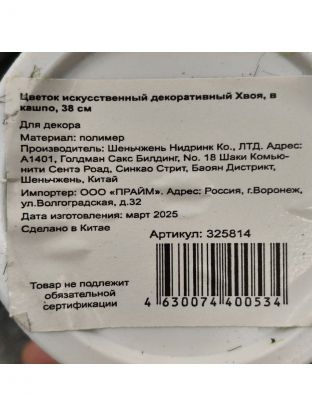 Цветок искусственный декоративный Хвоя, в
кашпо, 38 см
Для декора
Материал: полимер
Производитель: Шеньчжень Нидринк Ко., ЛТД. Адрес:
А1401, Голдман Сакс Билдинг, No. 18 Шаки Комью-
нити Сентэ Роад, Синкао Стрит, Баоян Дистрикт,
Шеньчжень, Китай
Импортер: ООО «ПРАЙМ». Адрес: Россия, г.Воронеж,
ул.Волгоградская, д.32
Дата изготовления: март 2025
Сделано в Китае
Артикул: 325814
Товар не подлежит
обязательной
сертификации
4 630074 400534